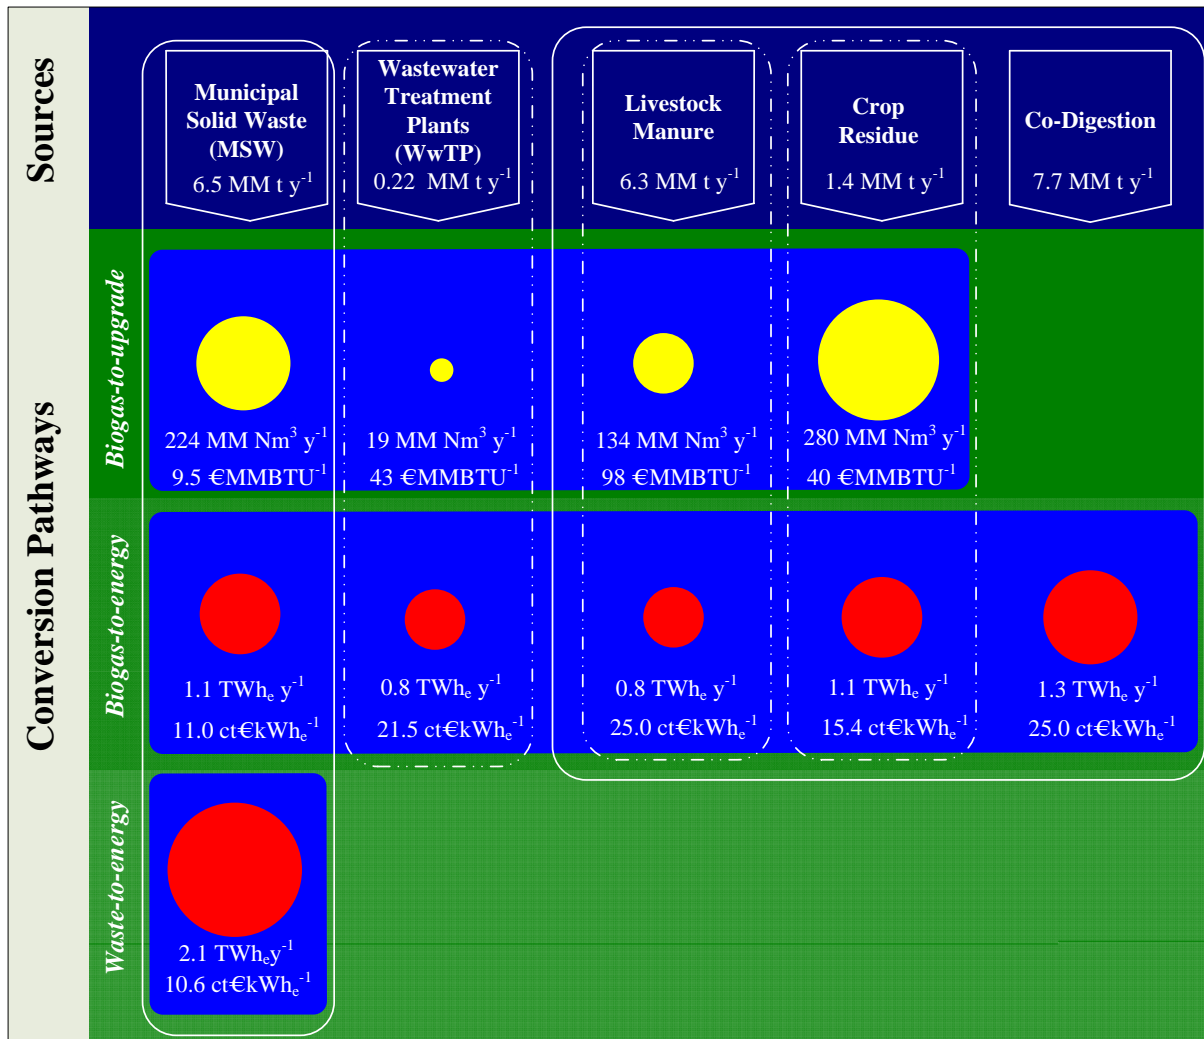 Sources
Municipal
Solid Waste
(MSW)
6.5 MM t y⁻¹
Wastewater
Treatment
Plants
(WwTP)
0.22 MM t y⁻¹
Livestock
Manure
6.3 MM t y⁻¹
Crop
Residue
1.4 MM t y⁻¹
Co-Digestion
7.7 MM t y⁻¹
Conversion Pathways
Biogas-to-upgrade
224 MM Nm³ y⁻¹
9.5 €MMBTU⁻¹
19 MM Nm³ y⁻¹
43 €MMBTU⁻¹
134 MM Nm³ y⁻¹
98 €MMBTU⁻¹
280 MM Nm³ y⁻¹
40 €MMBTU⁻¹
Biogas-to-energy
1.1 TWhₑ y⁻¹
11.0 ct€kWhₑ⁻¹
0.8 TWhₑ y⁻¹
21.5 ct€kWhₑ⁻¹
0.8 TWhₑ y⁻¹
25.0 ct€kWhₑ⁻¹
1.1 TWhₑ y⁻¹
15.4 ct€kWhₑ⁻¹
1.3 TWhₑ y⁻¹
25.0 ct€kWhₑ⁻¹
Waste-to-energy
2.1 TWhₑy⁻¹
10.6 ct€kWhₑ⁻¹